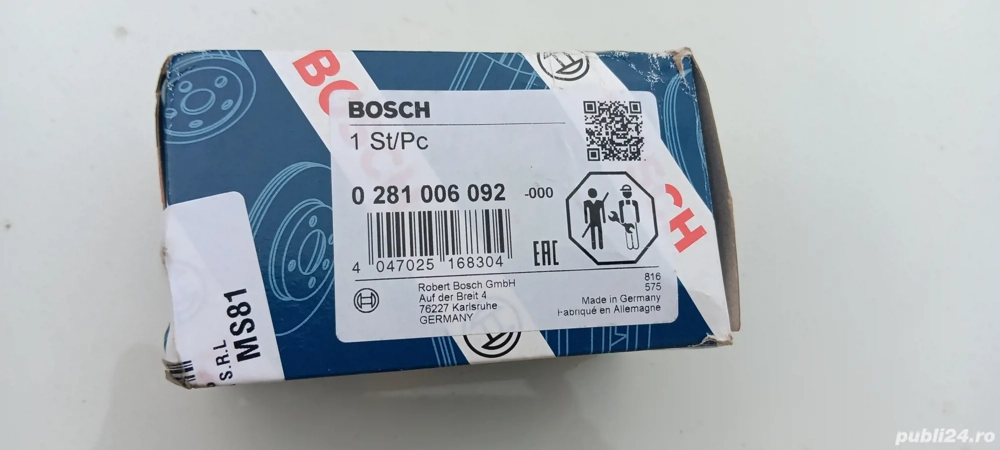 BOSCH
BOSCH
1 St/Pc
0 281 006 092 -000
4 047025 168304
EAC
Robert Bosch GmbH
Auf der Breit 4
76227 Karlsruhe
GERMANY
816
575
Made in Germany
Fabriqué en Allemagne
S.R.L
MS81
publi24.ro